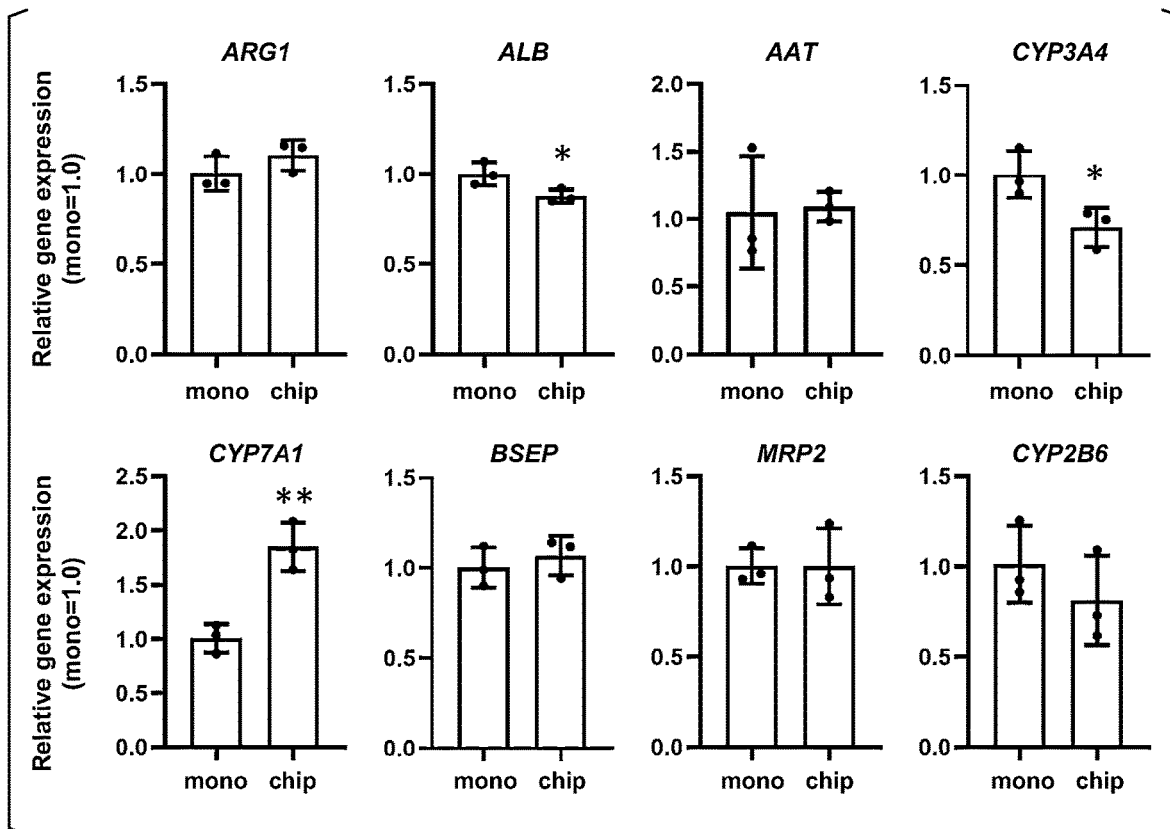 ARG1 ALB AAT CYP3A4
Relative gene expression
(mono=1.0)
1.5 1.5 2.0 1.5
1.0 1.0 1.5 1.0
0.5 0.5 1.0 0.5
0.0 0.0 0.5 0.0
0.0
* *
mono chip mono chip mono chip mono chip
CYP7A1 BSEP MRP2 CYP2B6
Relative gene expression
(mono=1.0)
2.5 1.5 1.5 1.5
2.0 1.0 1.0 1.0
1.5 0.5 0.5 0.5
1.0 0.0 0.0 0.0
0.5
0.0
**
mono chip mono chip mono chip mono chip